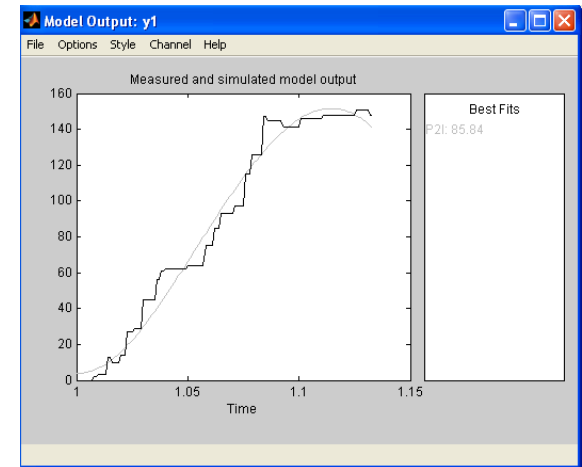 Model Output: y1
File Options Style Channel Help
Measured and simulated model output
160
140
120
100
80
60
40
20
0
1 1.05 1.1 1.15
Time
Best Fits
P2I: 85.84